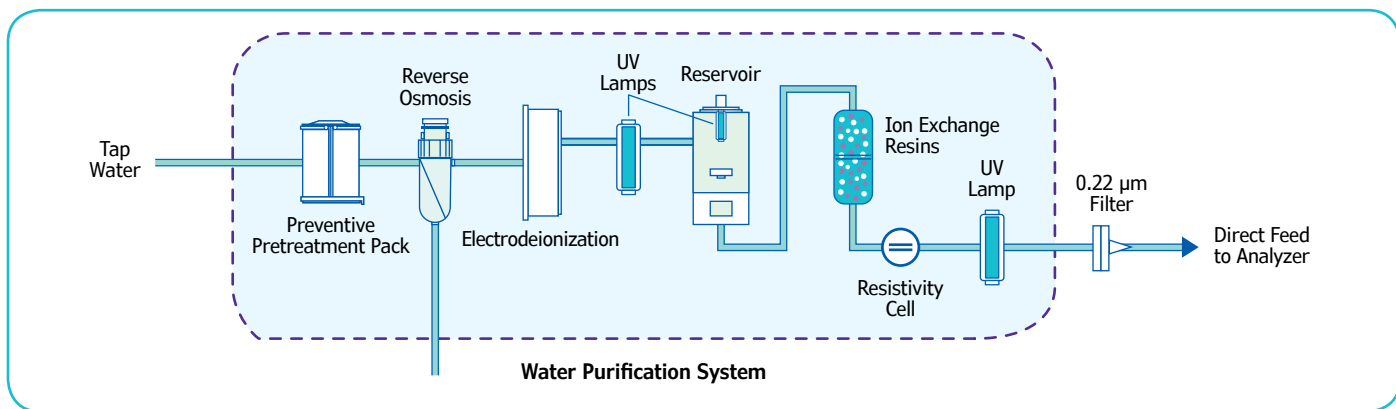 Tap
Water
Preventive
Pretreatment Pack
Reverse
Osmosis
Electrodeionization
UV
Lamps
Reservoir
Ion Exchange
Resins
Resistivity
Cell
UV
Lamp
0.22 µm
Filter
Direct Feed
to Analyzer
Water Purification System